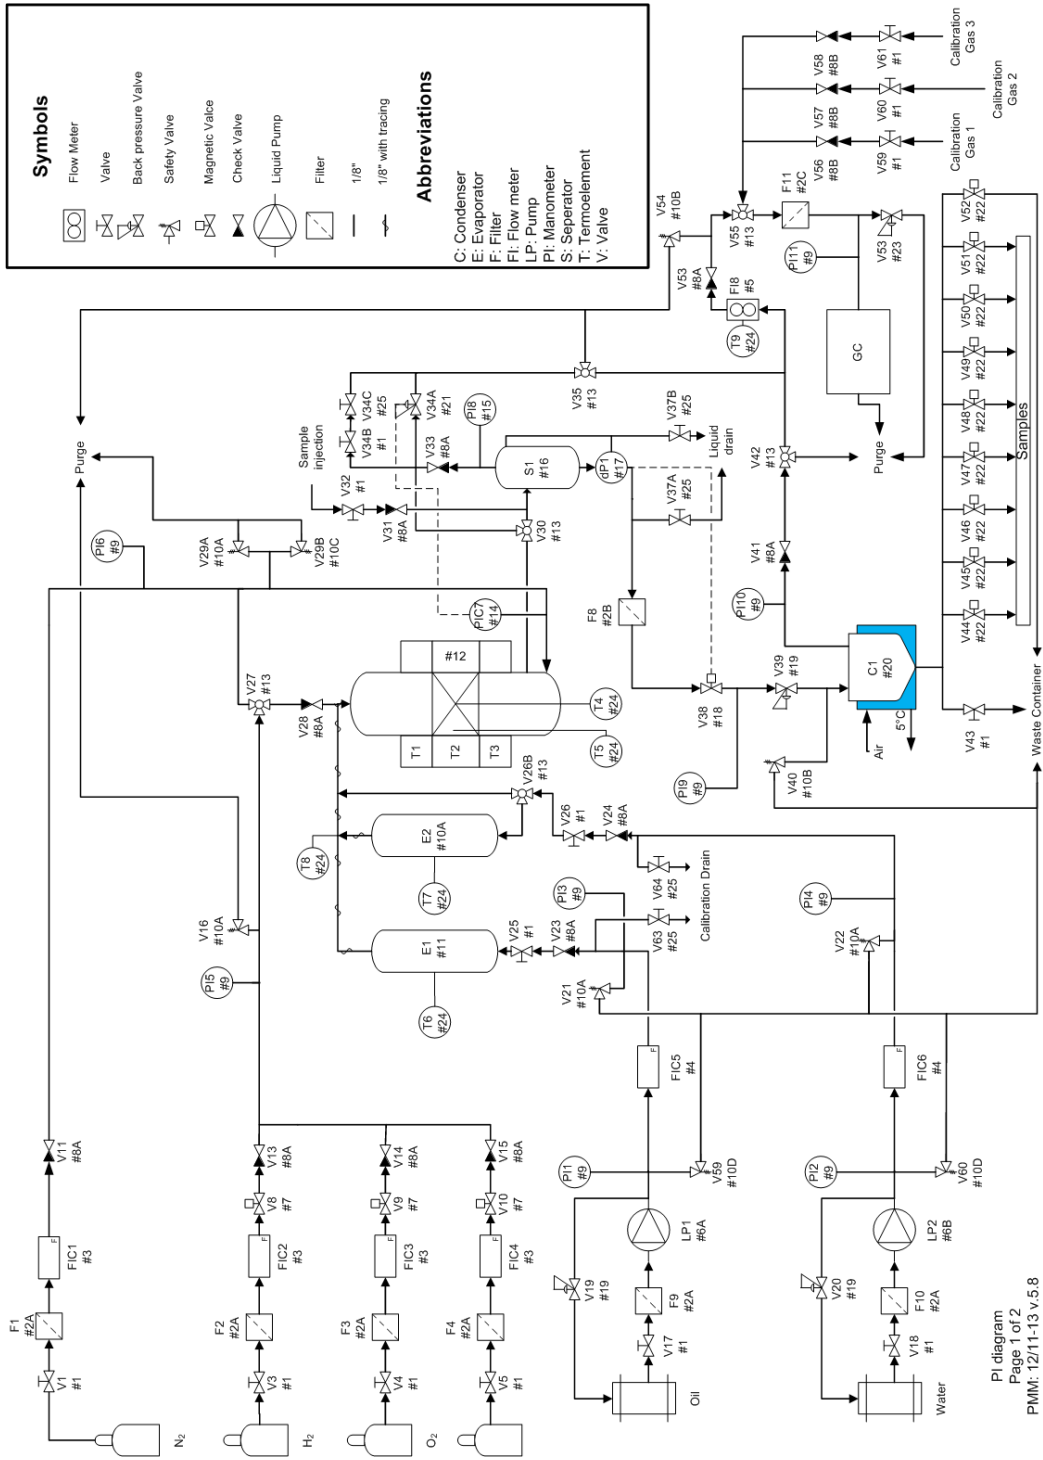 Symbols
Flow Meter
Valve
Back pressure Valve
Safety Valve
Magnetic Valce
Check Valve
Liquid Pump
Filter
1/8"
1/8" with tracing
Abbreviations
C: Condenser
E: Evaporator
F: Filter
FI: Flow meter
LP: Pump
PI: Manometer
S: Seperator
T: Termoelement
V: Valve
N2
V1
#1
F1
#2A
FIC1
#3
F
V11
#8A
H2
V3
#1
F2
#2A
FIC2
#3
F
V8
#7
V13
#8A
O2
V4
#1
F3
#2A
FIC3
#3
F
V9
#7
V14
#8A
V5
#1
F4
#2A
FIC4
#3
F
V10
#7
V15
#8A
PI5
#9
V16
#10A
V27
#13
V28
#8A
PI6
#9
V29A
#10A
V29B
#10C
Purge
Oil
V17
#1
F9
#2A
LP1
#6A
V19
#19
PI1
#9
V59
#10D
FIC5
#4
F
V21
#10A
PI3
#9
V63
#25
Calibration Drain
V23
#8A
V25
#1
E1
#11
T6
#24
Water
V18
#1
F10
#2A
LP2
#6B
V20
#19
PI2
#9
V60
#10D
FIC6
#4
F
V22
#10A
PI4
#9
V64
#25
V24
#8A
V26
#1
V26B
#13
E2
#10A
T7
#24
T8
#24
T1
T2
T3
#12
T4
#24
T5
#24
PIC7
#14
V30
#13
V31
#8A
V32
#1
Sample
injection
S1
#16
V33
#8A
PI8
#15
V34A
#21
V34B
#1
V34C
#25
V35
#13
dP1
#17
V37A
#25
V37B
#25
Liquid
drain
F8
#2B
V38
#18
PI9
#9
V39
#19
V40
#10B
C1
#20
Air
5°C
PI10
#9
V41
#8A
V42
#13
T9
#24
FI8
#5
V53
#8A
V54
#10B
V55
#13
F11
#2C
PI11
#9
V53
#23
GC
Purge
V56
#8B
V57
#8B
V58
#8B
V59
#1
V60
#1
V61
#1
Calibration
Gas 1
Calibration
Gas 2
Calibration
Gas 3
V43
#1
V44
#22
V45
#22
V46
#22
V47
#22
V48
#22
V49
#22
V50
#22
V51
#22
V52
#22
Samples
Waste Container
PI diagram
Page 1 of 2
PMM: 12/11-13 v.5.8